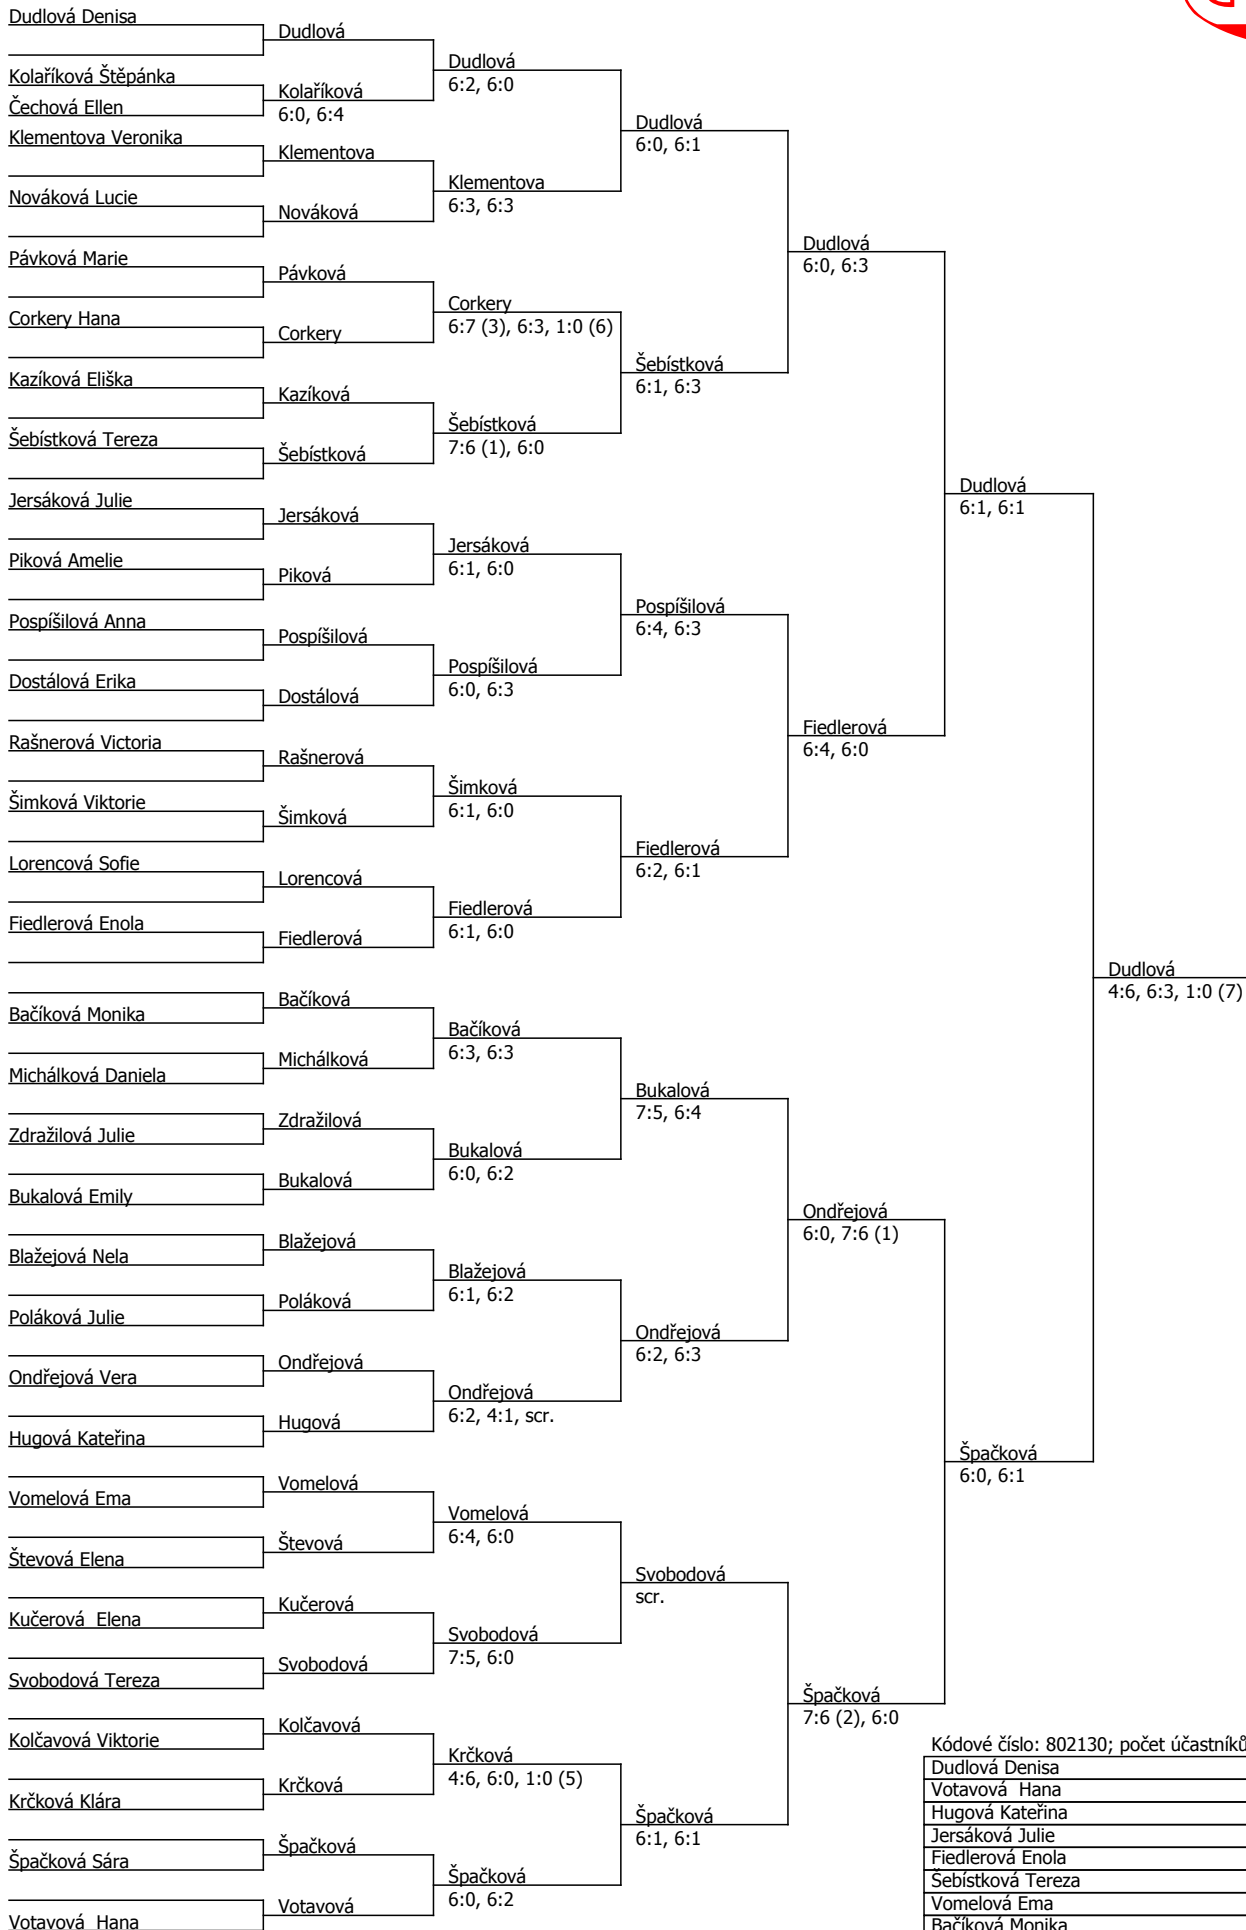 Dudlová Denisa
Kolaříková Štěpánka
Čechová Ellen
Klementova Veronika
Nováková Lucie
Pávková Marie
Corkery Hana
Kazíková Eliška
Šebístková Tereza
Jersáková Julie
Piková Amelie
Pospíšilová Anna
Dostálová Erika
Rašnerová Victoria
Šimková Viktorie
Lorencová Sofie
Fiedlerová Enola
Bačíková Monika
Michálková Daniela
Zdražilová Julie
Bukalová Emily
Blažejová Nela
Poláková Julie
Ondřejová Vera
Hugová Kateřina
Vomelová Ema
Števová Elena
Kučerová  Elena
Svobodová Tereza
Kolčavová Viktorie
Krčková Klára
Špačková Sára
Votavová  Hana
Dudlová
Kolaříková
6:0, 6:4
Klementova
Nováková
Pávková
Corkery
Kazíková
Šebístková
Jersáková
Piková
Pospíšilová
Dostálová
Rašnerová
Šimková
Lorencová
Fiedlerová
Bačíková
Michálková
Zdražilová
Bukalová
Blažejová
Poláková
Ondřejová
Hugová
Vomelová
Števová
Kučerová
Svobodová
Kolčavová
Krčková
Špačková
Votavová
Dudlová
6:2, 6:0
Klementova
6:3, 6:3
Corkery
6:7 (3), 6:3, 1:0 (6)
Šebístková
7:6 (1), 6:0
Jersáková
6:1, 6:0
Pospíšilová
6:0, 6:3
Šimková
6:1, 6:0
Fiedlerová
6:1, 6:0
Bačíková
6:3, 6:3
Bukalová
6:0, 6:2
Blažejová
6:1, 6:2
Ondřejová
6:2, 4:1, scr.
Vomelová
6:4, 6:0
Svobodová
7:5, 6:0
Krčková
4:6, 6:0, 1:0 (5)
Špačková
6:0, 6:2
Dudlová
6:0, 6:1
Šebístková
6:1, 6:3
Pospíšilová
6:4, 6:3
Fiedlerová
6:2, 6:1
Bukalová
7:5, 6:4
Ondřejová
6:2, 6:3
Svobodová
scr.
Špačková
6:1, 6:1
Dudlová
6:0, 6:3
Fiedlerová
6:4, 6:0
Ondřejová
6:0, 7:6 (1)
Špačková
7:6 (2), 6:0
Dudlová
6:1, 6:1
Špačková
6:0, 6:1
Dudlová
4:6, 6:3, 1:0 (7)
Kódové číslo: 802130; počet účastníků
Dudlová Denisa
Votavová  Hana
Hugová Kateřina
Jersáková Julie
Fiedlerová Enola
Šebístková Tereza
Vomelová Ema
Bačíková Monika